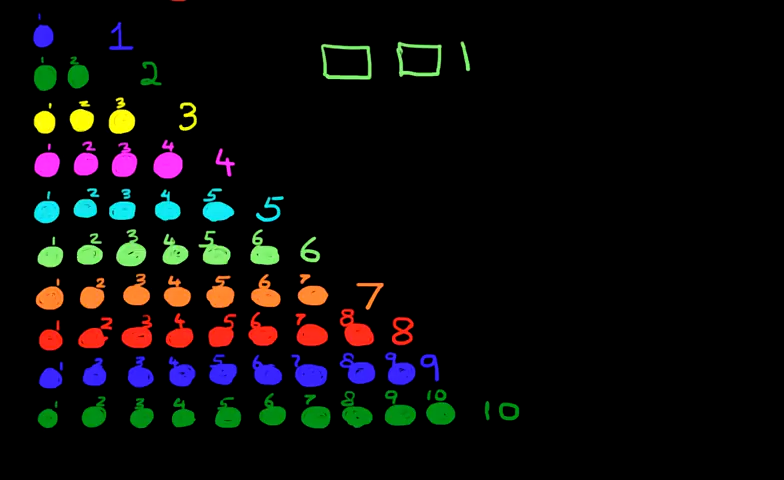 1
1
1 2
2
1 2 3
3
1 2 3 4
4
1 2 3 4 5
5
1 2 3 4 5 6
6
1 2 3 4 5 6 7
7
1 2 3 4 5 6 7 8
8
1 2 3 4 5 6 7 8 9
9
1 2 3 4 5 6 7 8 9 10
10
1